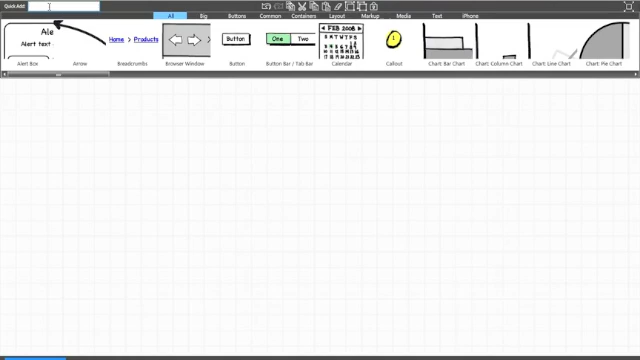 Quick Add
All Big Buttons Common Containers Layout Markup Media Text iPhone
Ale
Alert text
Home > Products
Button
One Two
FEB 2008
S M T W T F S
1
Alert Box Arrow Breadcrumbs Browser Window Button Button Bar / Tab Bar Calendar Callout Chart: Bar Chart Chart: Column Chart Chart: Line Chart Chart: Pie Chart